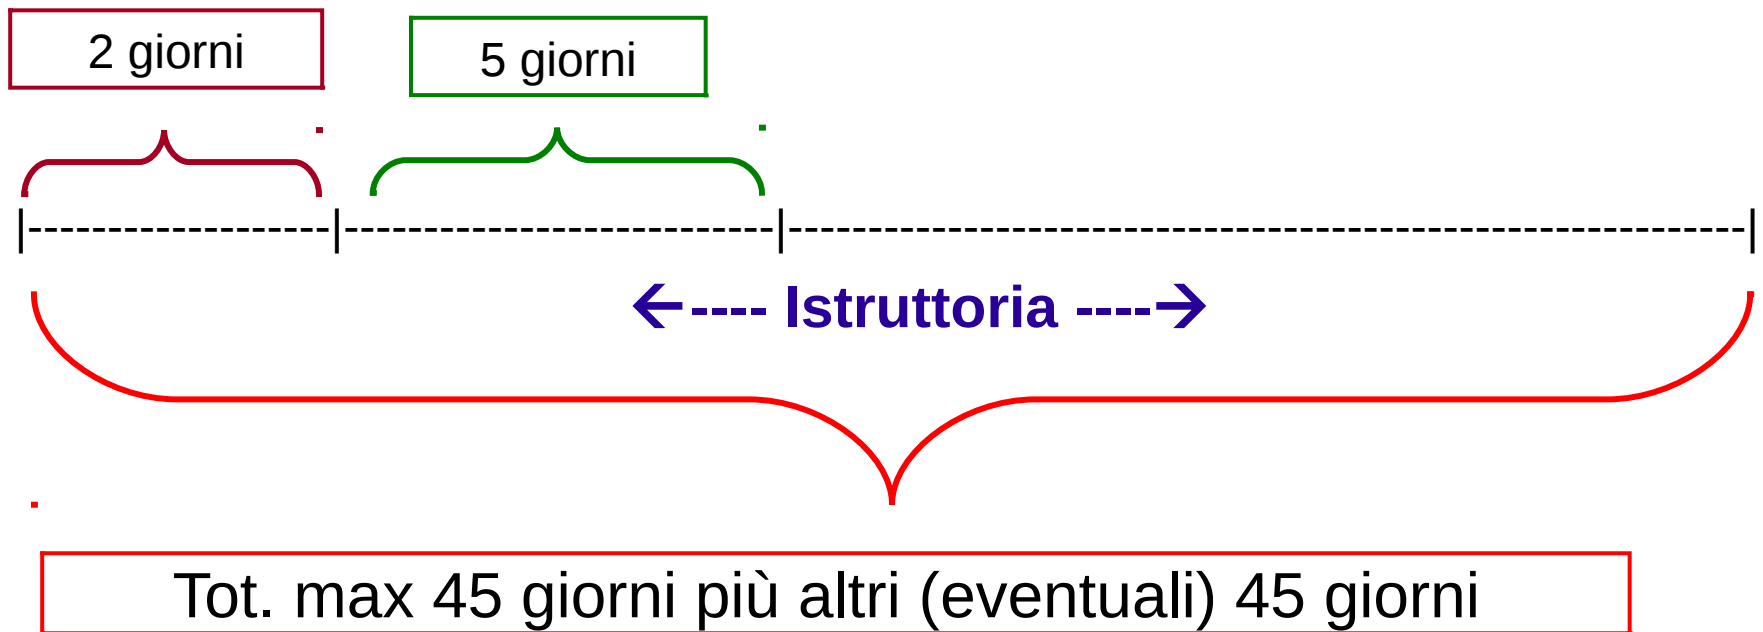 2 giorni
5 giorni
|-------------------|---------------------------|------------------------------------------------------------|
←---- Istruttoria ----→
Tot. max 45 giorni più altri (eventuali) 45 giorni